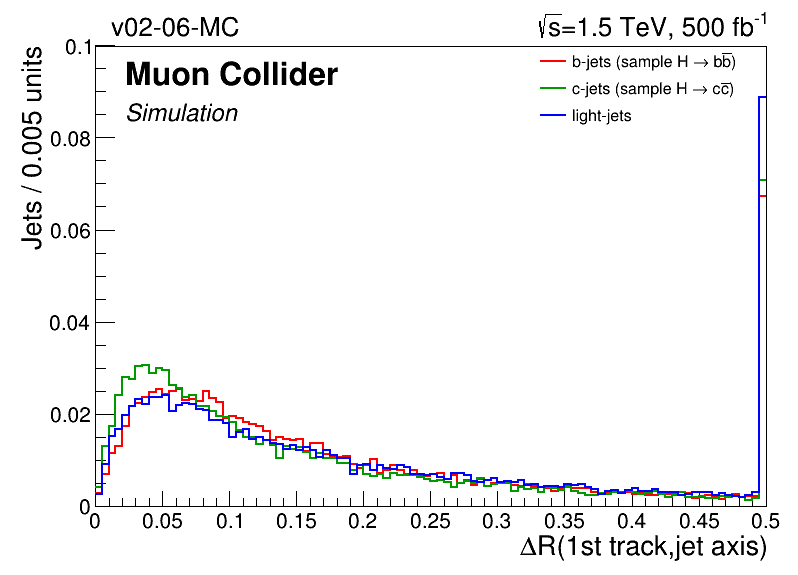 v02-06-MC
√s=1.5 TeV, 500 fb⁻¹
Muon Collider
Simulation
b-jets (sample H → bb̅)
c-jets (sample H → cc̅)
light-jets
Jets / 0.005 units
0.1
0.08
0.06
0.04
0.02
0
0 0.05 0.1 0.15 0.2 0.25 0.3 0.35 0.4 0.45 0.5
ΔR(1st track,jet axis)